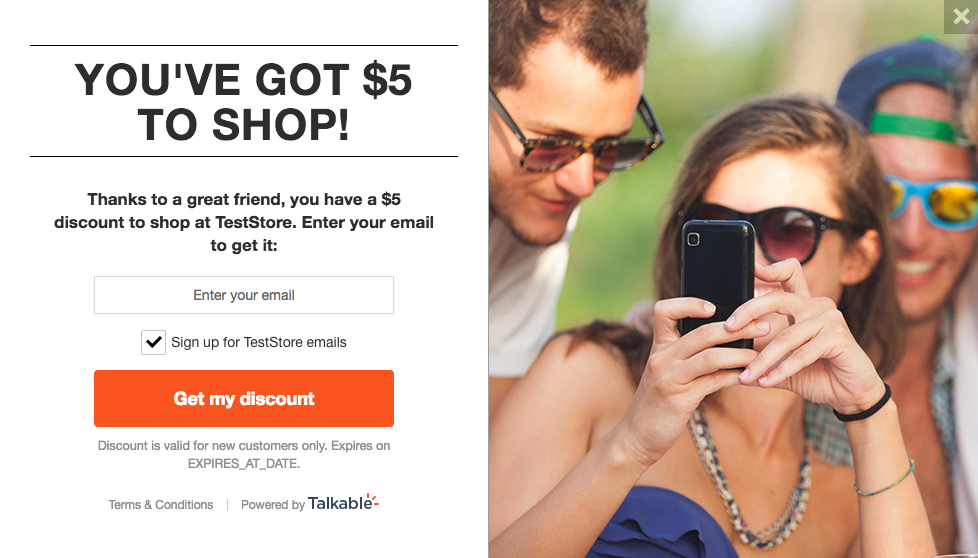 YOU'VE GOT $5
TO SHOP!
Thanks to a great friend, you have a $5
discount to shop at TestStore. Enter your email
to get it:
Enter your email
Sign up for TestStore emails
Get my discount
Discount is valid for new customers only. Expires on
EXPIRES_AT_DATE.
Terms & Conditions | Powered by Talkable